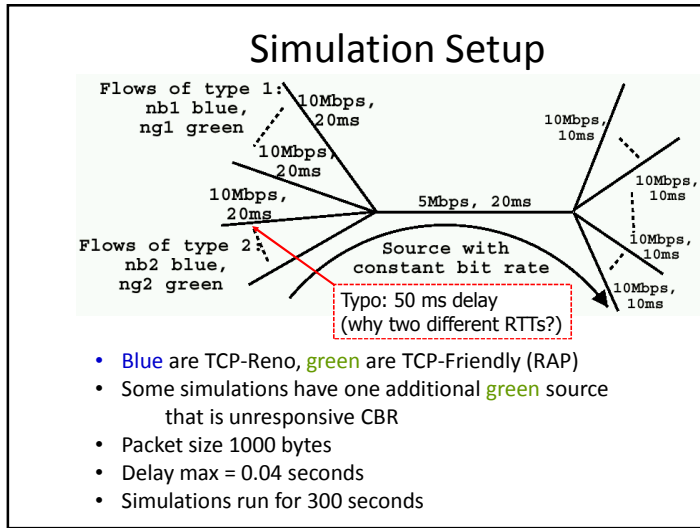 Simulation Setup
Flows of type 1:
nb1 blue,
ng1 green
10Mbps,
20ms
10Mbps,
20ms
10Mbps,
20ms
Flows of type 2:
nb2 blue,
ng2 green
5Mbps, 20ms
Source with
constant bit rate
10Mbps,
10ms
10Mbps,
10ms
10Mbps,
10ms
10Mbps,
10ms
Typo: 50 ms delay
(why two different RTTs?)
• Blue are TCP-Reno, green are TCP-Friendly (RAP)
• Some simulations have one additional green source
that is unresponsive CBR
• Packet size 1000 bytes
• Delay max = 0.04 seconds
• Simulations run for 300 seconds